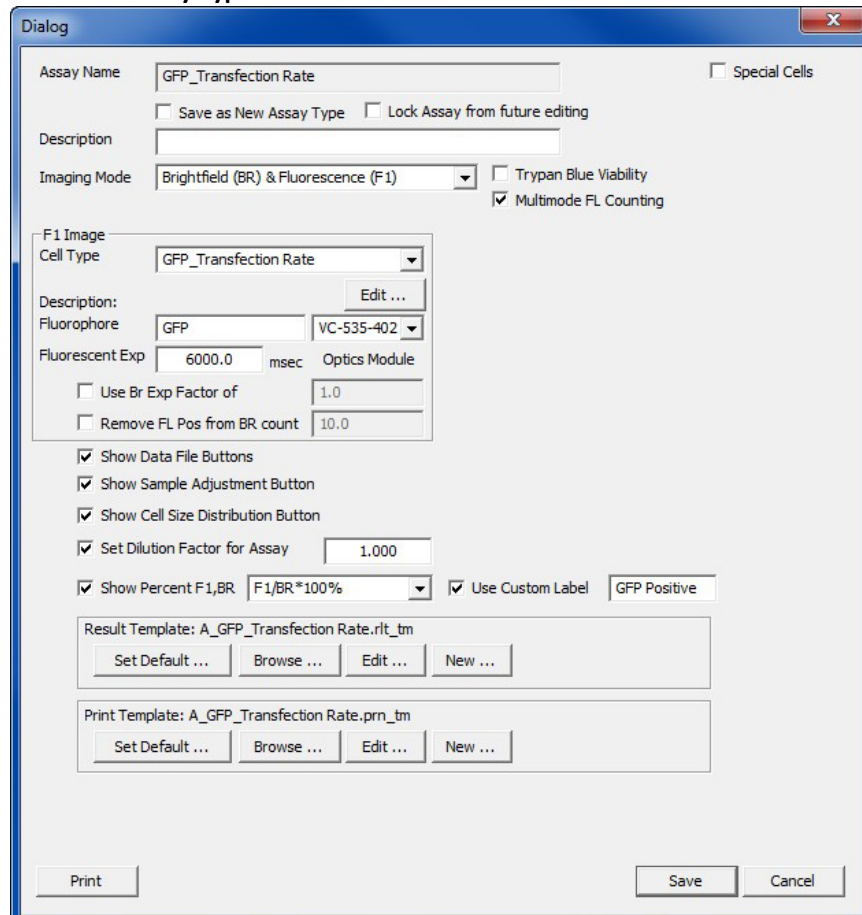 Dialog
Assay Name GFP_Transfection Rate Special Cells
Save as New Assay Type Lock Assay from future editing
Description
Imaging Mode Brightfield (BR) & Fluorescence (F1) Trypan Blue Viability
Multimode FL Counting
F1 Image
Cell Type GFP_Transfection Rate
Edit ...
Description:
Fluorophore GFP VC-535-402
Fluorescent Exp 6000.0 msec Optics Module
Use Br Exp Factor of 1.0
Remove FL Pos from BR count 10.0
Show Data File Buttons
Show Sample Adjustment Button
Show Cell Size Distribution Button
Set Dilution Factor for Assay 1.000
Show Percent F1,BR F1/BR*100% Use Custom Label GFP Positive
Result Template: A_GFP_Transfection Rate.rlt_tm
Set Default ... Browse ... Edit ... New ...
Print Template: A_GFP_Transfection Rate.prn_tm
Set Default ... Browse ... Edit ... New ...
Print Save Cancel